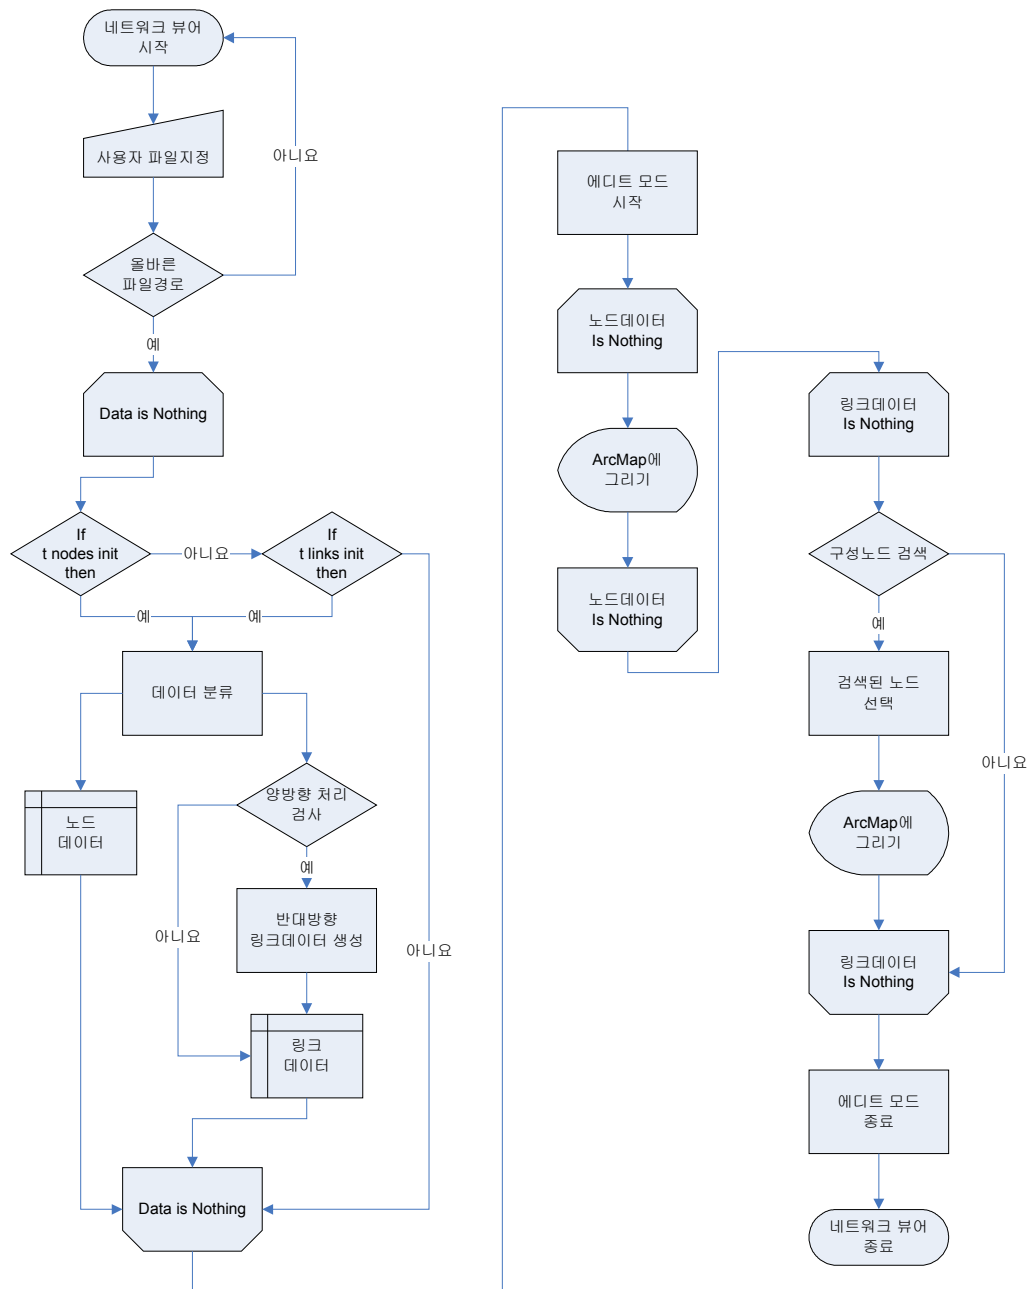 네트워크 뷰어
시작
사용자 파일지정
아니요
올바른
파일경로
예
Data is Nothing
If
t nodes init
then
아니요
If
t links init
then
예
예
데이터 분류
노드
데이터
양방향 처리
검사
예
아니요
반대방향
링크데이터 생성
아니요
링크
데이터
Data is Nothing
에디트 모드
시작
노드데이터
Is Nothing
ArcMap에
그리기
노드데이터
Is Nothing
링크데이터
Is Nothing
구성노드 검색
예
검색된 노드
선택
아니요
ArcMap에
그리기
링크데이터
Is Nothing
에디트 모드
종료
네트워크 뷰어
종료